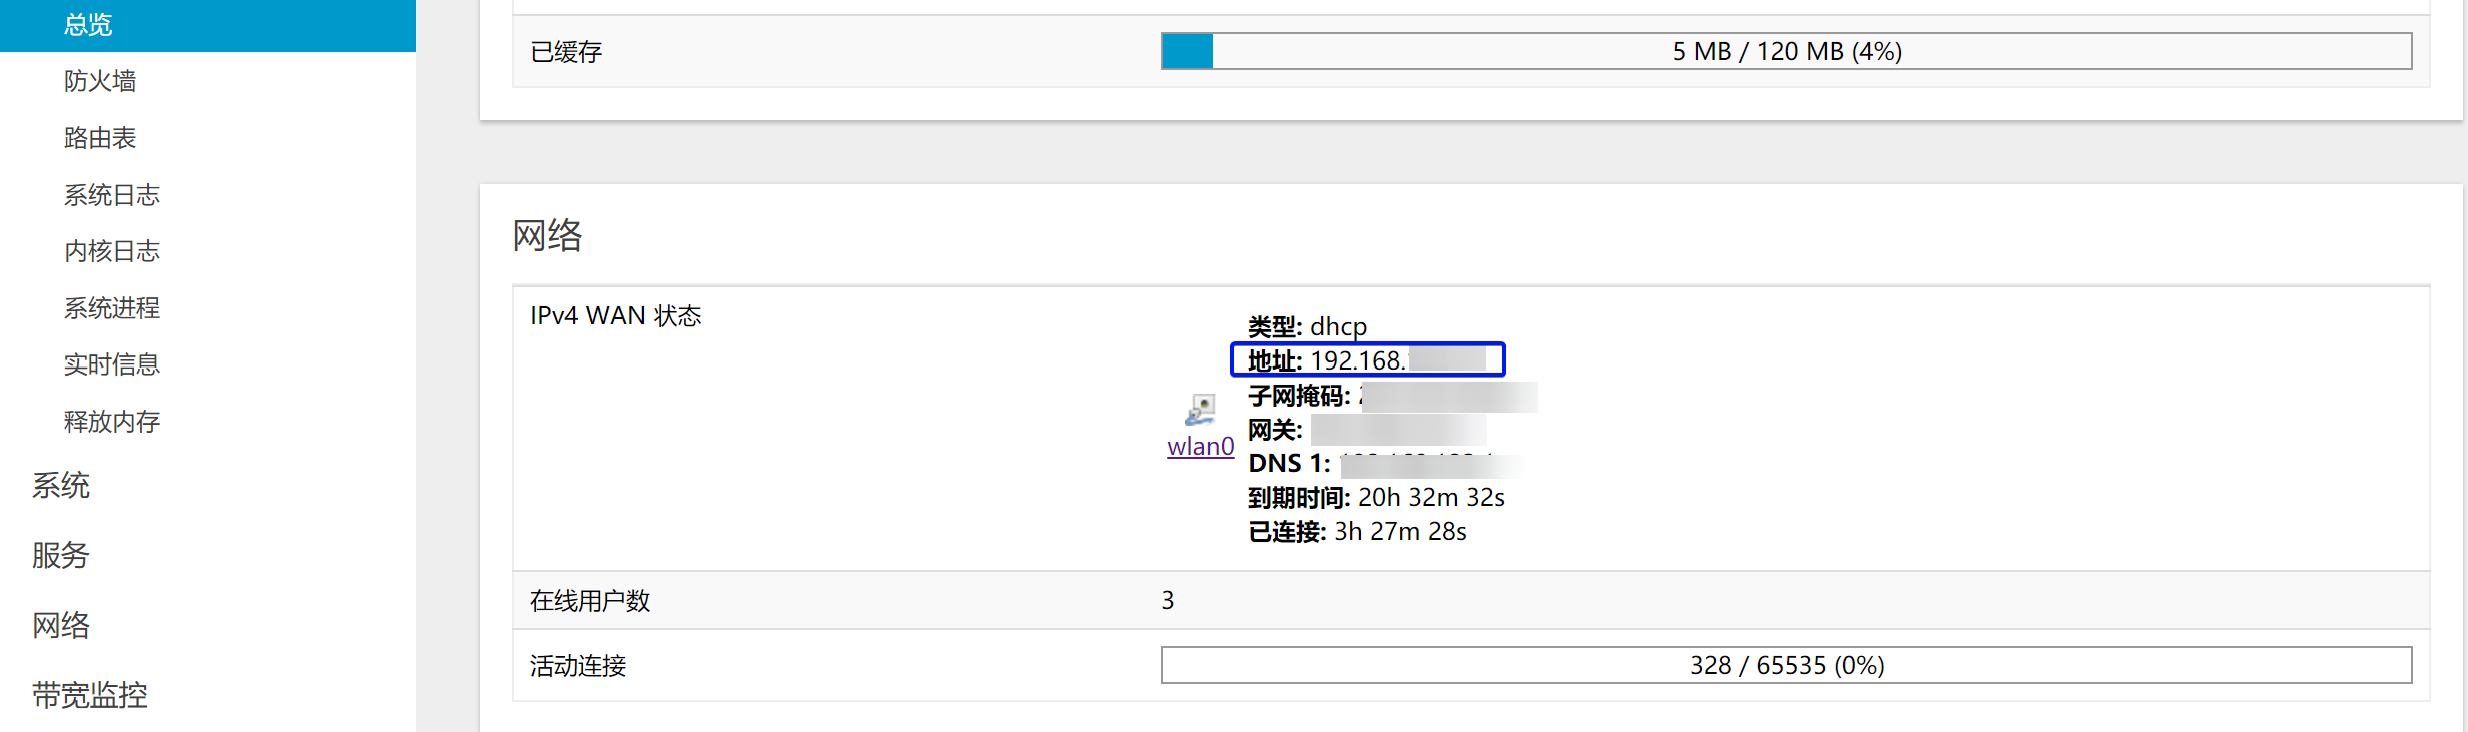 总览
防火墙
路由表
系统日志
内核日志
系统进程
实时信息
释放内存
系统
服务
网络
带宽监控
已缓存
5 MB / 120 MB (4%)
网络
IPv4 WAN 状态
wlan0
类型: dhcp
地址: 192.168.
子网掩码:
网关:
DNS 1:
到期时间: 20h 32m 32s
已连接: 3h 27m 28s
在线用户数
3
活动连接
328 / 65535 (0%)